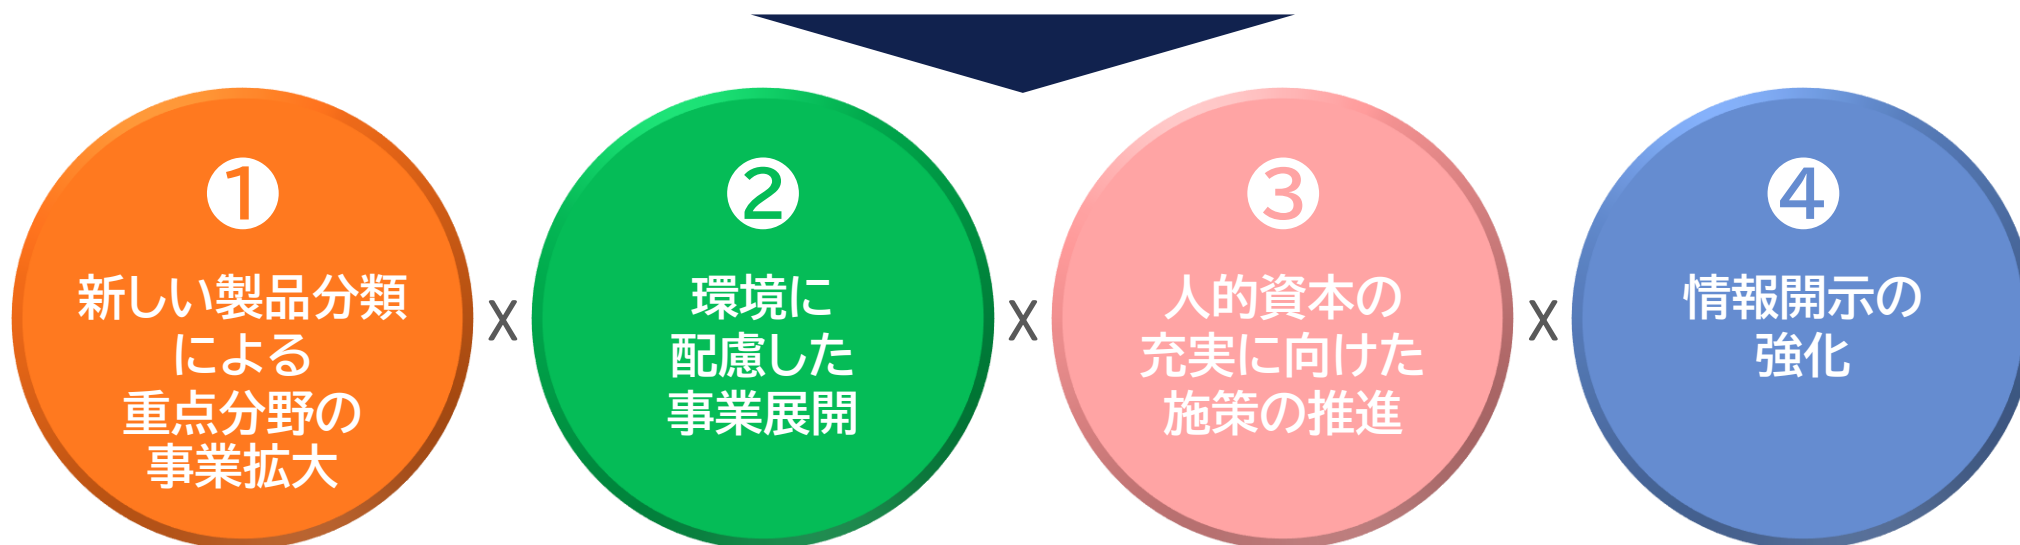 ❶
新しい製品分類
による
重点分野の
事業拡大
x
❷
環境に
配慮した
事業展開
x
❸
人的資本の
充実に向けた
施策の推進
x
❹
情報開示の
強化